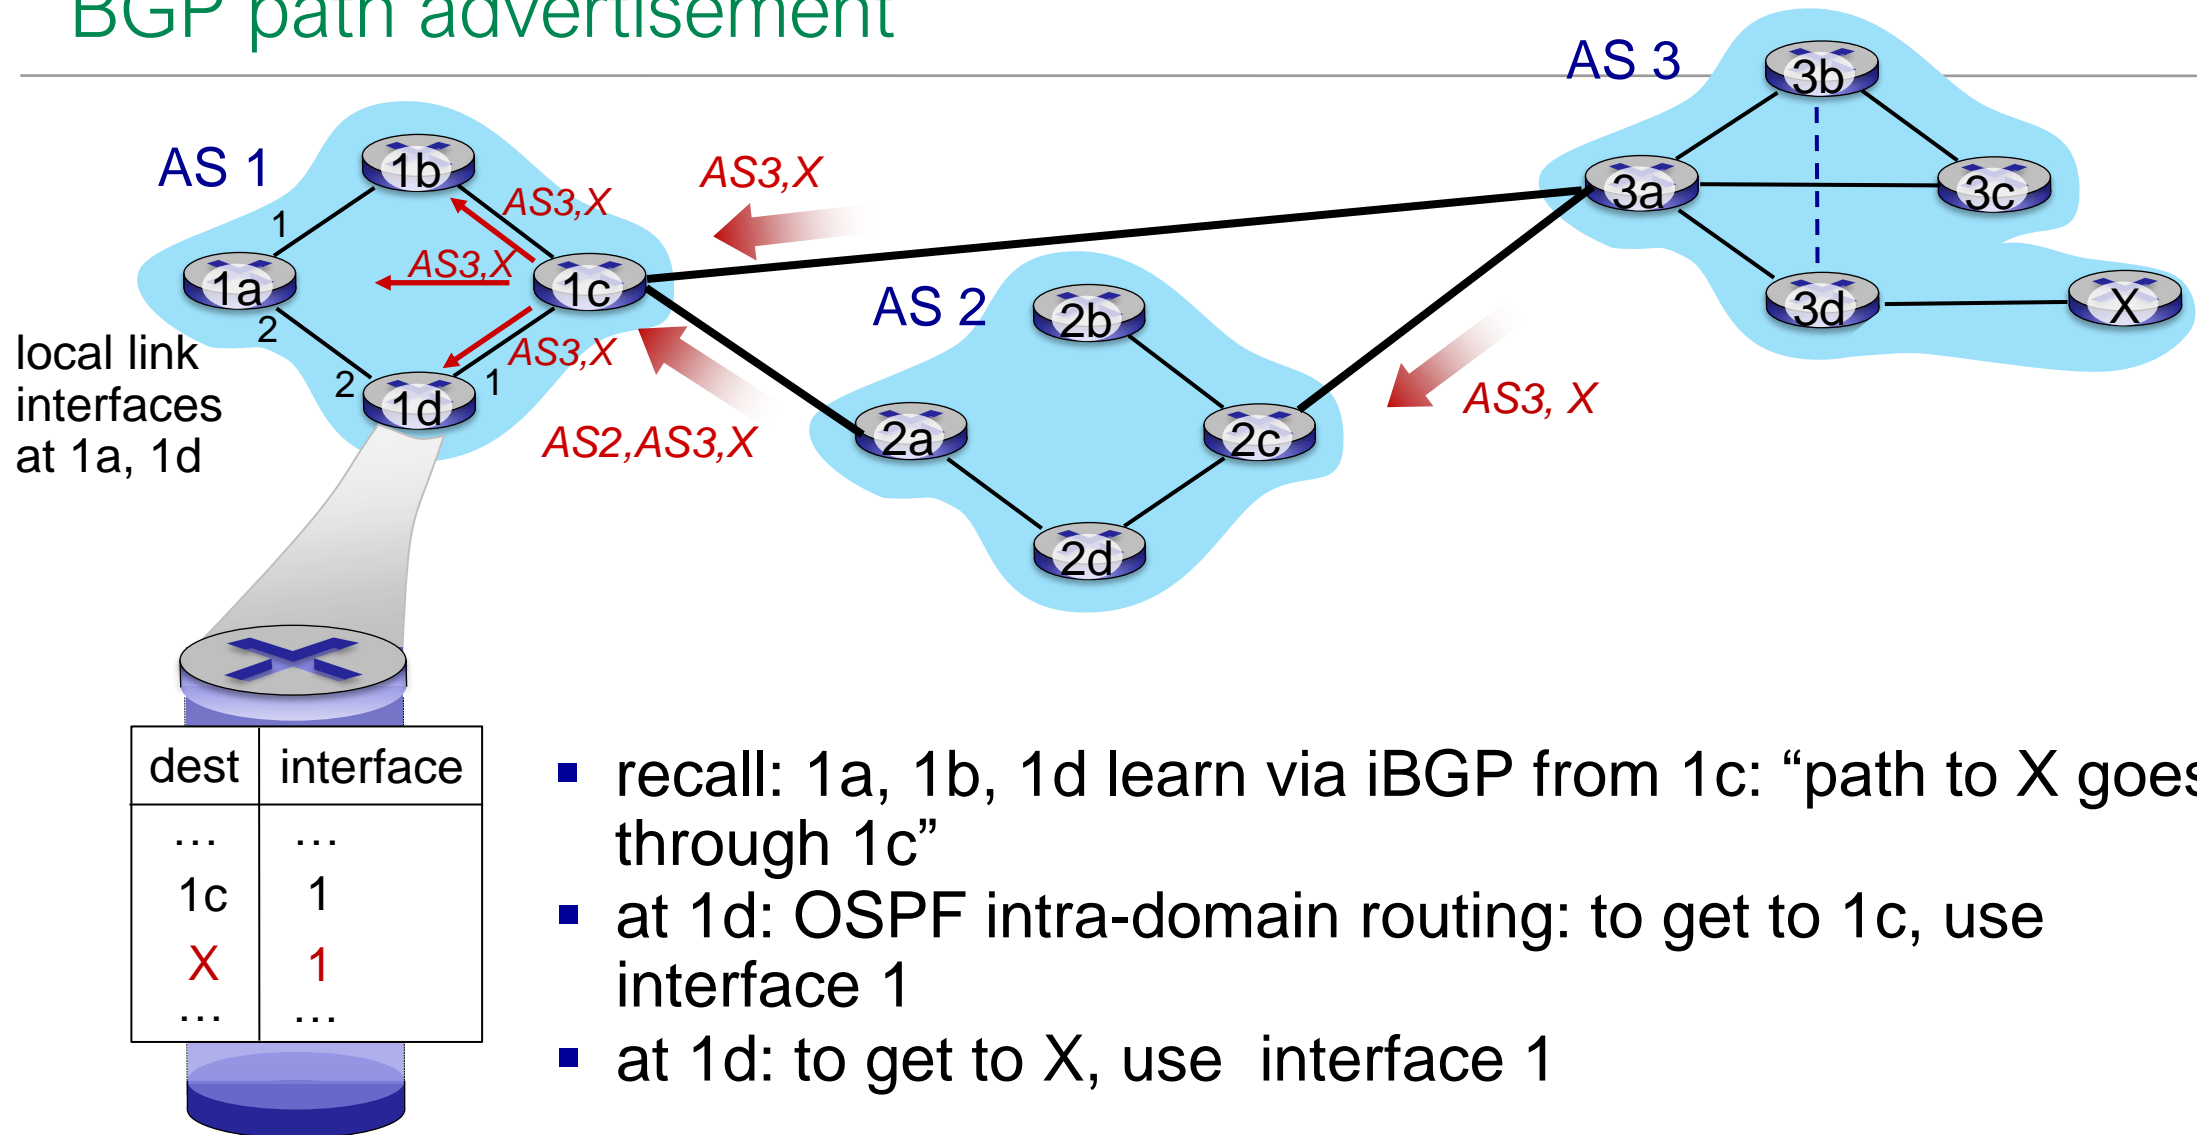 BGP path advertisement
AS 3
3b
AS 1
1b
AS3,X
AS3,X
3a
3c
1
AS3,X
1a
1c
AS 2
2b
3d
X
2
local link
interfaces
at 1a, 1d
AS3,X
2
1
1d
AS3, X
AS2,AS3,X
2a
2c
2d
dest interface
… …
1c 1
X 1
… …
▪ recall: 1a, 1b, 1d learn via iBGP from 1c: “path to X goes
through 1c”
▪ at 1d: OSPF intra-domain routing: to get to 1c, use
interface 1
▪ at 1d: to get to X, use interface 1